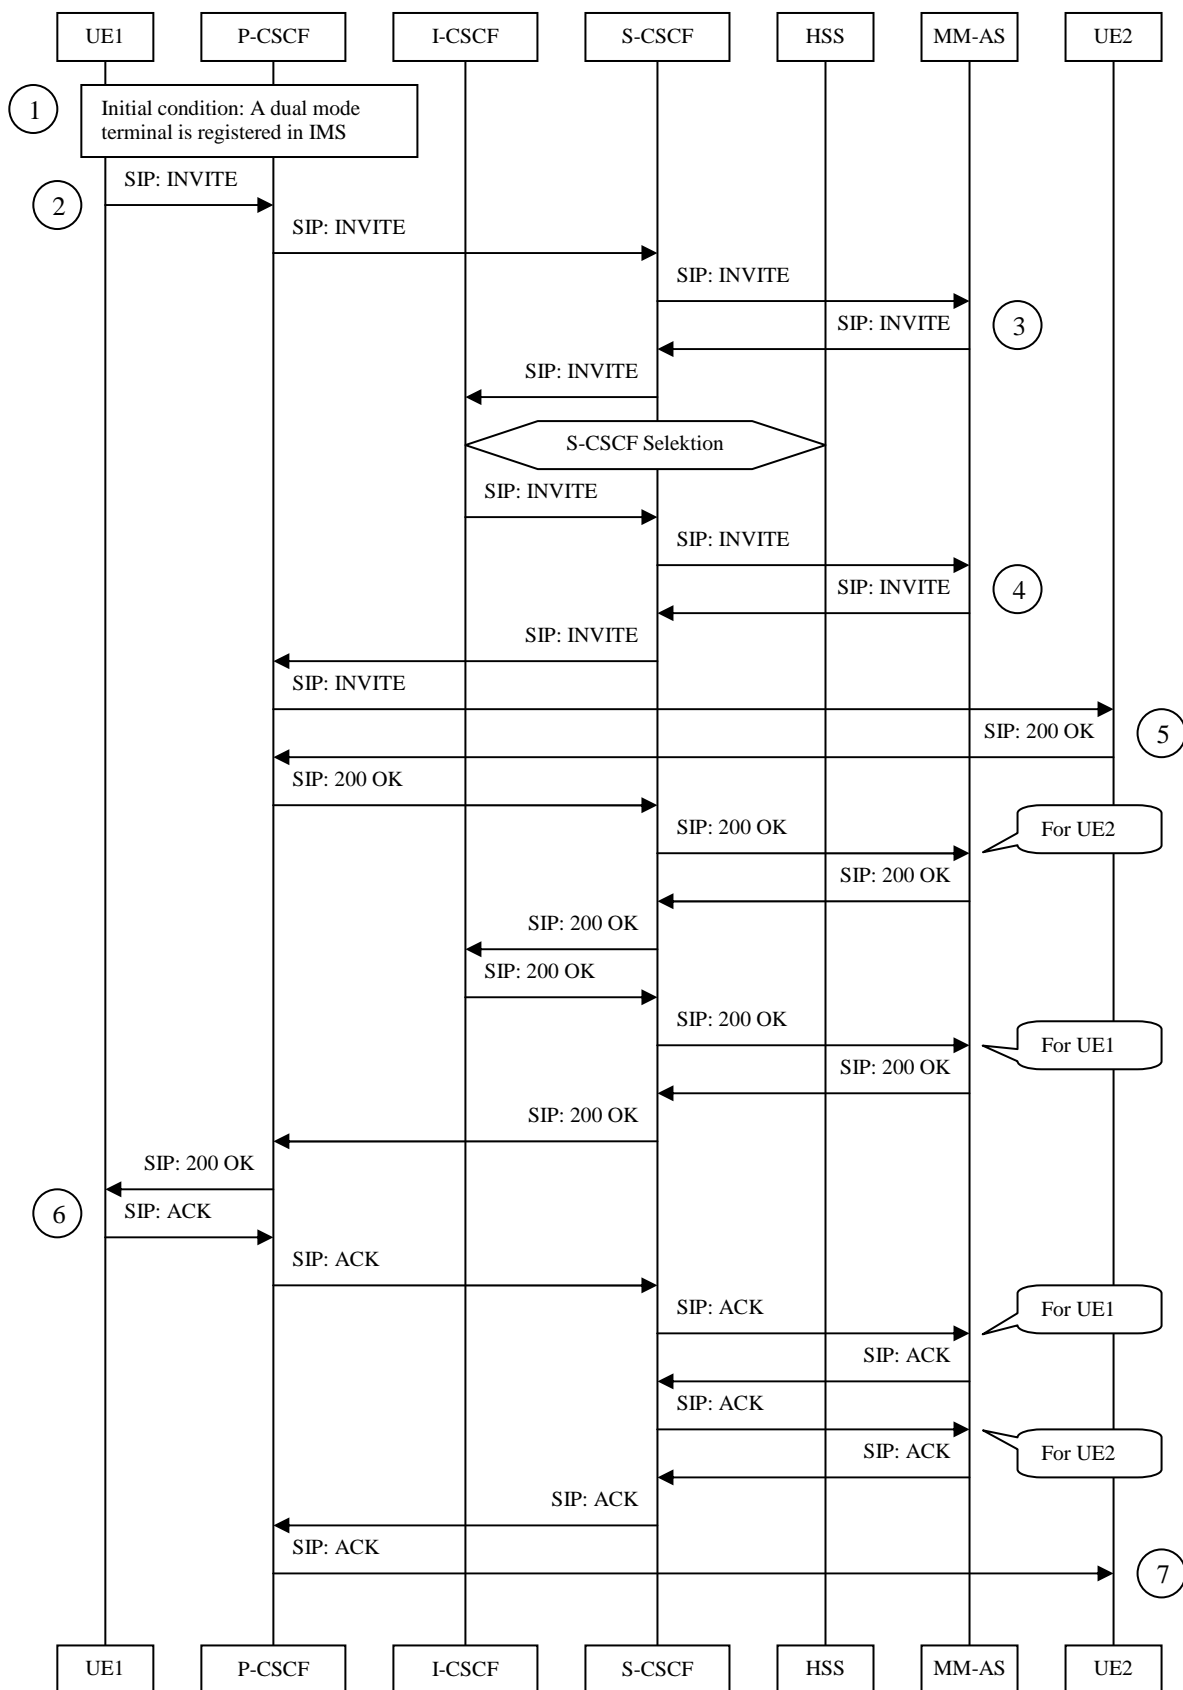 UE1 P-CSCF I-CSCF S-CSCF HSS MM-AS UE2
1
Initial condition: A dual mode
terminal is registered in IMS
SIP: INVITE
2
SIP: INVITE
SIP: INVITE
SIP: INVITE
3
SIP: INVITE
S-CSCF Selektion
SIP: INVITE
SIP: INVITE
SIP: INVITE
4
SIP: INVITE
SIP: INVITE
SIP: 200 OK
5
SIP: 200 OK
SIP: 200 OK
For UE2
SIP: 200 OK
SIP: 200 OK
SIP: 200 OK
SIP: 200 OK
For UE1
SIP: 200 OK
SIP: 200 OK
SIP: 200 OK
6
SIP: ACK
SIP: ACK
SIP: ACK
For UE1
SIP: ACK
SIP: ACK
For UE2
SIP: ACK
SIP: ACK
SIP: ACK
7
UE1 P-CSCF I-CSCF S-CSCF HSS MM-AS UE2